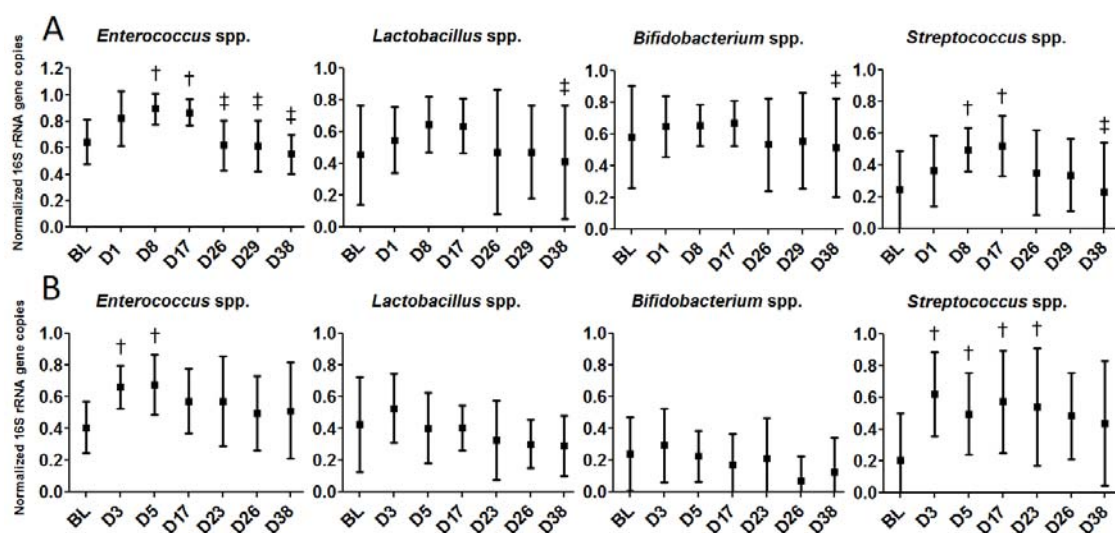 A
Enterococcus spp.
Lactobacillus spp.
Bifidobacterium spp.
Streptococcus spp.
Normalized 16S rRNA gene copies
1.2
1.0
0.8
0.6
0.4
0.2
0.0
† † ‡ ‡ ‡
BL D1 D8 D17 D26 D29 D38
1.0
0.8
0.6
0.4
0.2
0.0
‡
BL D1 D8 D17 D26 D29 D38
1.0
0.8
0.6
0.4
0.2
0.0
‡
BL D1 D8 D17 D26 D29 D38
1.0
0.8
0.6
0.4
0.2
0.0
† † ‡
BL D1 D8 D17 D26 D29 D38
B
Enterococcus spp.
Lactobacillus spp.
Bifidobacterium spp.
Streptococcus spp.
Normalized 16S rRNA gene copies
1.0
0.8
0.6
0.4
0.2
0.0
† †
BL D3 D5 D17 D23 D26 D38
1.0
0.8
0.6
0.4
0.2
0.0
BL D3 D5 D17 D23 D26 D38
1.0
0.8
0.6
0.4
0.2
0.0
BL D3 D5 D17 D23 D26 D38
1.0
0.8
0.6
0.4
0.2
0.0
† † † †
BL D3 D5 D17 D23 D26 D38